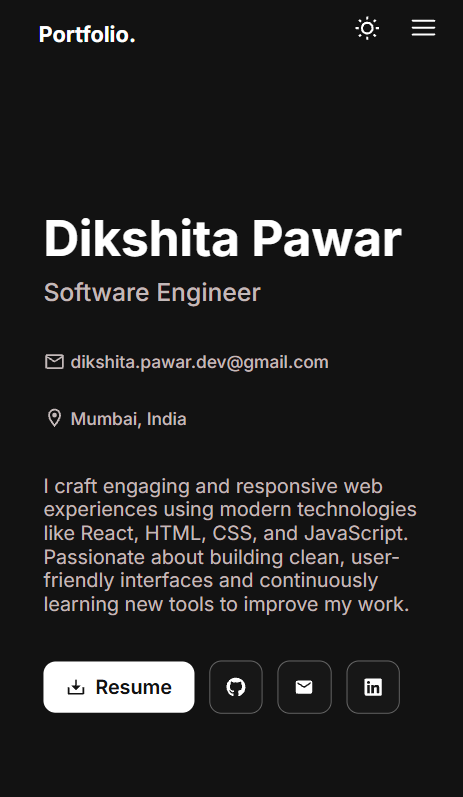 Portfolio.
Dikshita Pawar
Software Engineer
dikshita.pawar.dev@gmail.com
Mumbai, India
I craft engaging and responsive web
experiences using modern technologies
like React, HTML, CSS, and JavaScript.
Passionate about building clean, user-
friendly interfaces and continuously
learning new tools to improve my work.
Resume
in